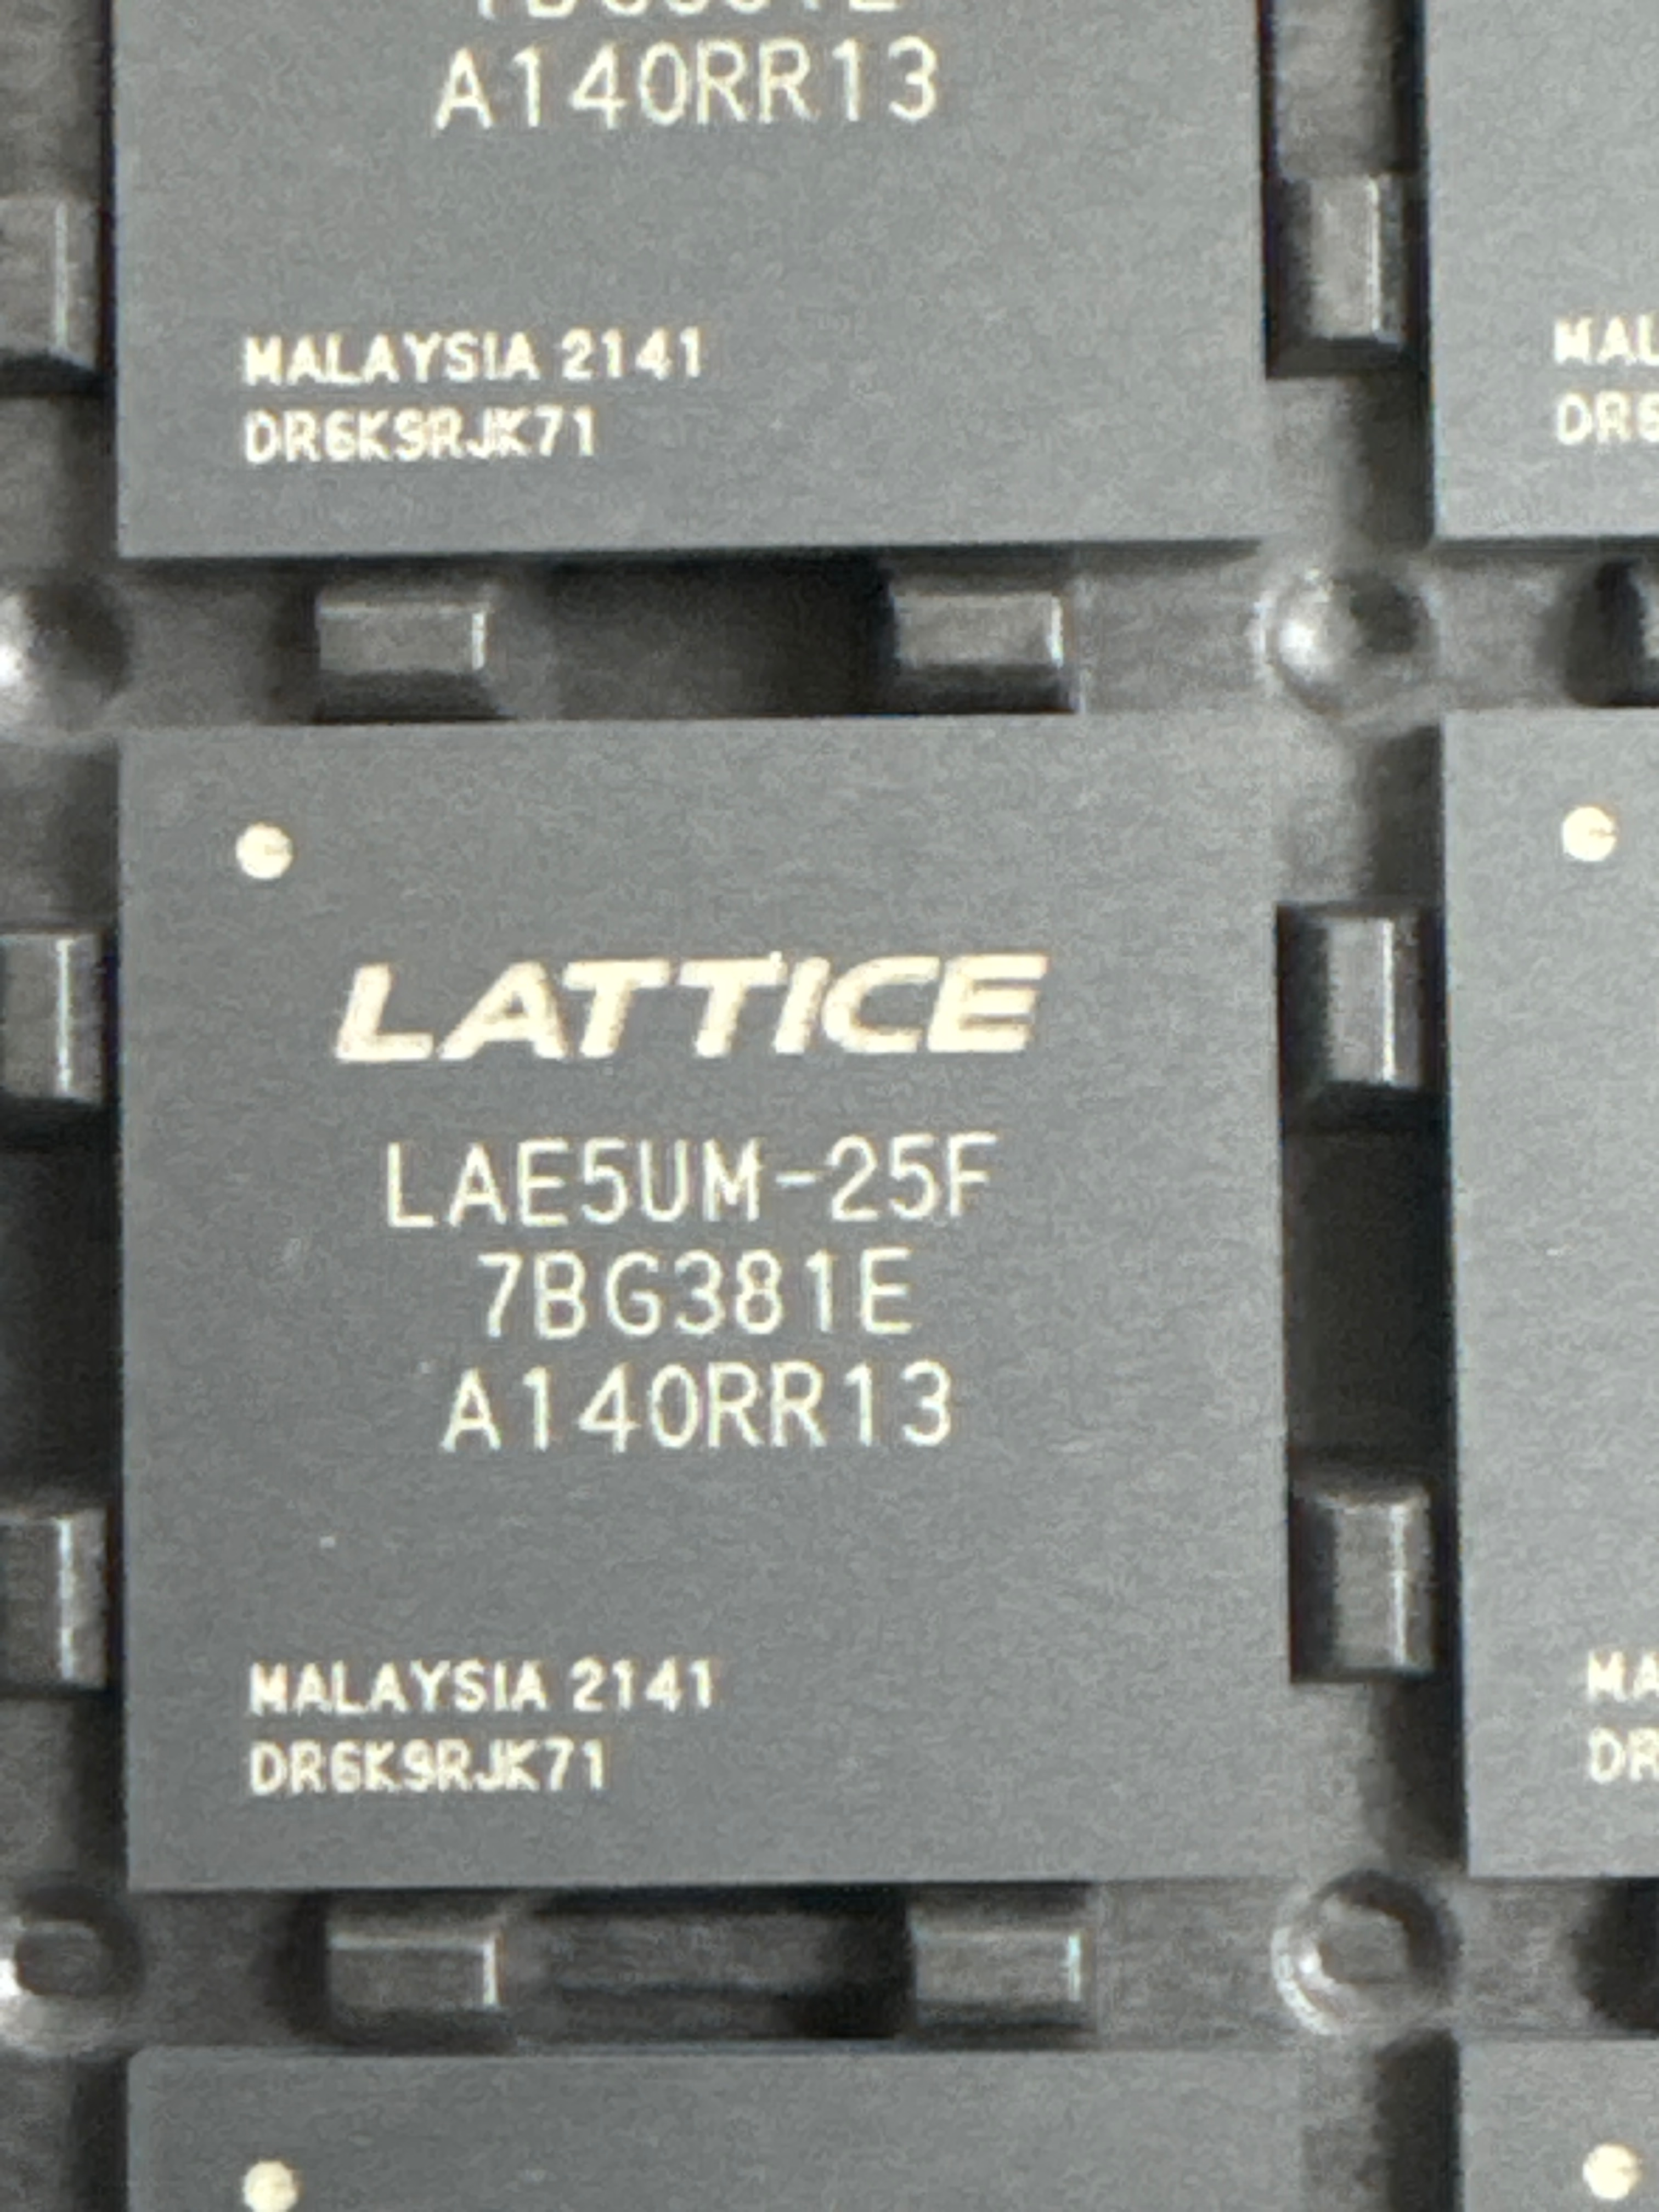 A140RR13
MALAYSIA 2141
DR6K9RJK71
LATTICE
LAE5UM-25F
7BG381E
A140RR13
MALAYSIA 2141
DR6K9RJK71